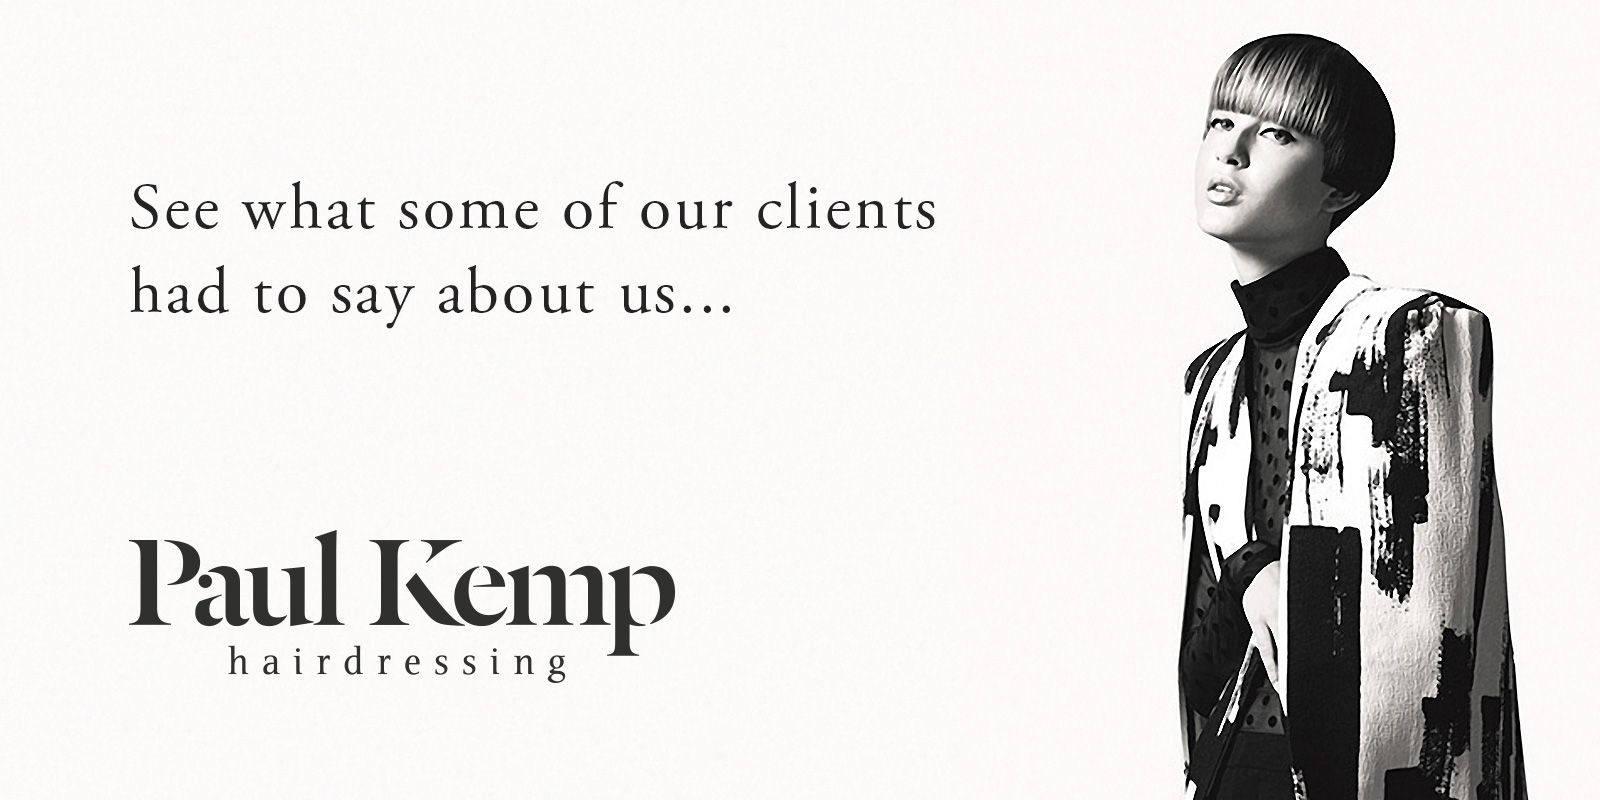 See what some of our clients
had to say about us...
Paul Kemp
hairdressing